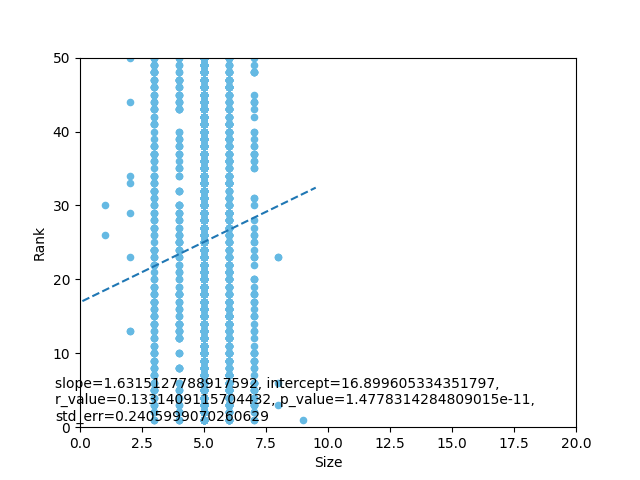 50
40
30
20
10
0
Rank
slope=1.6315127788917592, intercept=16.899605334351797,
r_value=0.1331409115704432, p_value=1.4778314284809015e-11,
std_err=0.2405999070260629
0.0 2.5 5.0 7.5 10.0 12.5 15.0 17.5 20.0
Size